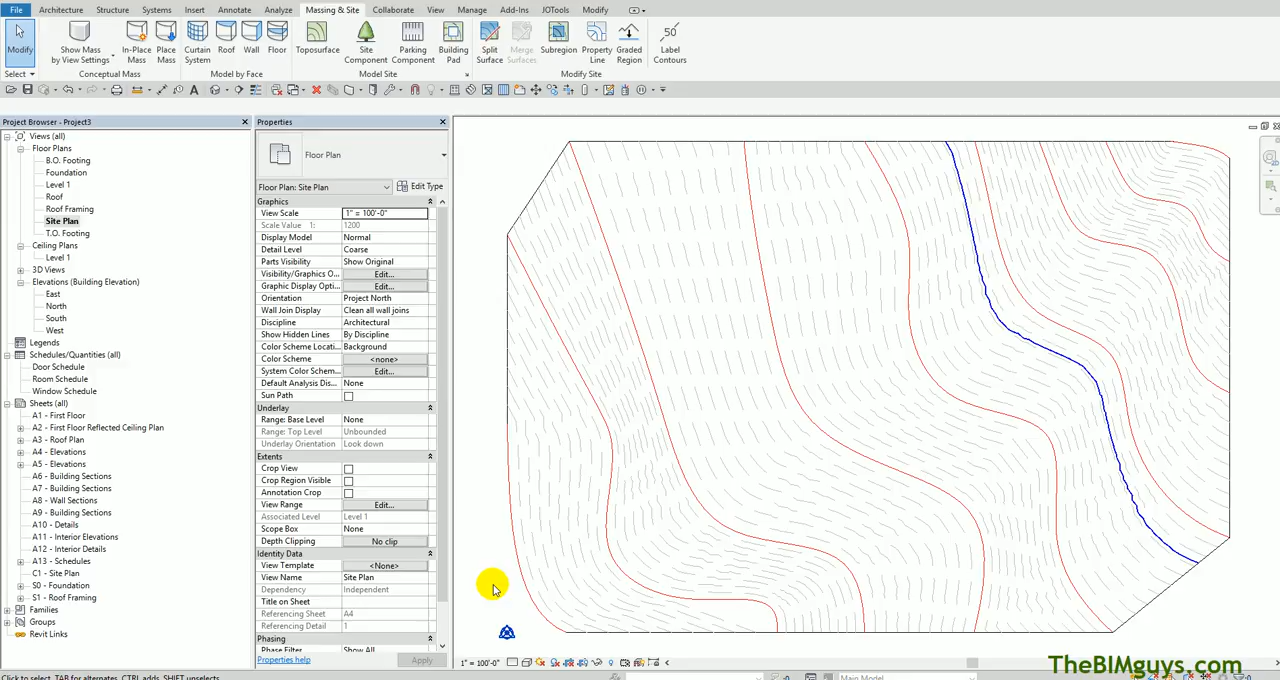 File Architecture Structure Systems Insert Annotate Analyze Massing & Site Collaborate View Manage Add-Ins JOTools Modify
Modify
Show Mass
by View Settings
In-Place
Mass
Place
Mass
Curtain
System
Roof
Wall
Floor
Toposurface
Site
Component
Parking
Component
Building
Pad
Split
Surface
Merge
Surfaces
Subregion
Property
Line
Graded
Region
50
Label
Contours
Select
Conceptual Mass
Model by Face
Model Site
Modify Site
Project Browser - Project3
Views (all)
Floor Plans
B.O. Footing
Foundation
Level 1
Roof
Roof Framing
Site Plan
T.O. Footing
Ceiling Plans
Level 1
3D Views
Elevations (Building Elevation)
East
North
South
West
Legends
Schedules/Quantities (all)
Door Schedule
Room Schedule
Window Schedule
Sheets (all)
A1 - First Floor
A2 - First Floor Reflected Ceiling Plan
A3 - Roof Plan
A4 - Elevations
A5 - Elevations
A6 - Building Sections
A7 - Building Sections
A8 - Wall Sections
A9 - Building Sections
A10 - Details
A11 - Interior Elevations
A12 - Interior Details
A13 - Schedules
C1 - Site Plan
S0 - Foundation
S1 - Roof Framing
Families
Groups
Revit Links
Properties
Floor Plan
Floor Plan: Site Plan
Edit Type
Graphics
View Scale 1" = 100'-0"
Scale Value 1: 1200
Display Model Normal
Detail Level Coarse
Parts Visibility Show Original
Visibility/Graphics O... Edit...
Graphic Display Opti... Edit...
Orientation Project North
Wall Join Display Clean all wall joins
Discipline Architectural
Show Hidden Lines By Discipline
Color Scheme Locati... Background
Color Scheme <none>
System Color Schem... Edit...
Default Analysis Dis... None
Sun Path
Underlay
Range: Base Level None
Range: Top Level Unbounded
Underlay Orientation Look down
Extents
Crop View
Crop Region Visible
Annotation Crop
View Range Edit...
Associated Level Level 1
Scope Box None
Depth Clipping No clip
Identity Data
View Template <None>
View Name Site Plan
Dependency Independent
Title on Sheet
Referencing Sheet A4
Referencing Detail 1
Phasing
Phase Filter Show All
Properties help
Apply
1" = 100'-0"
TheBIMguys.com
Click to select, TAB for alternates, CTRL adds, SHIFT unselects.
Main Model